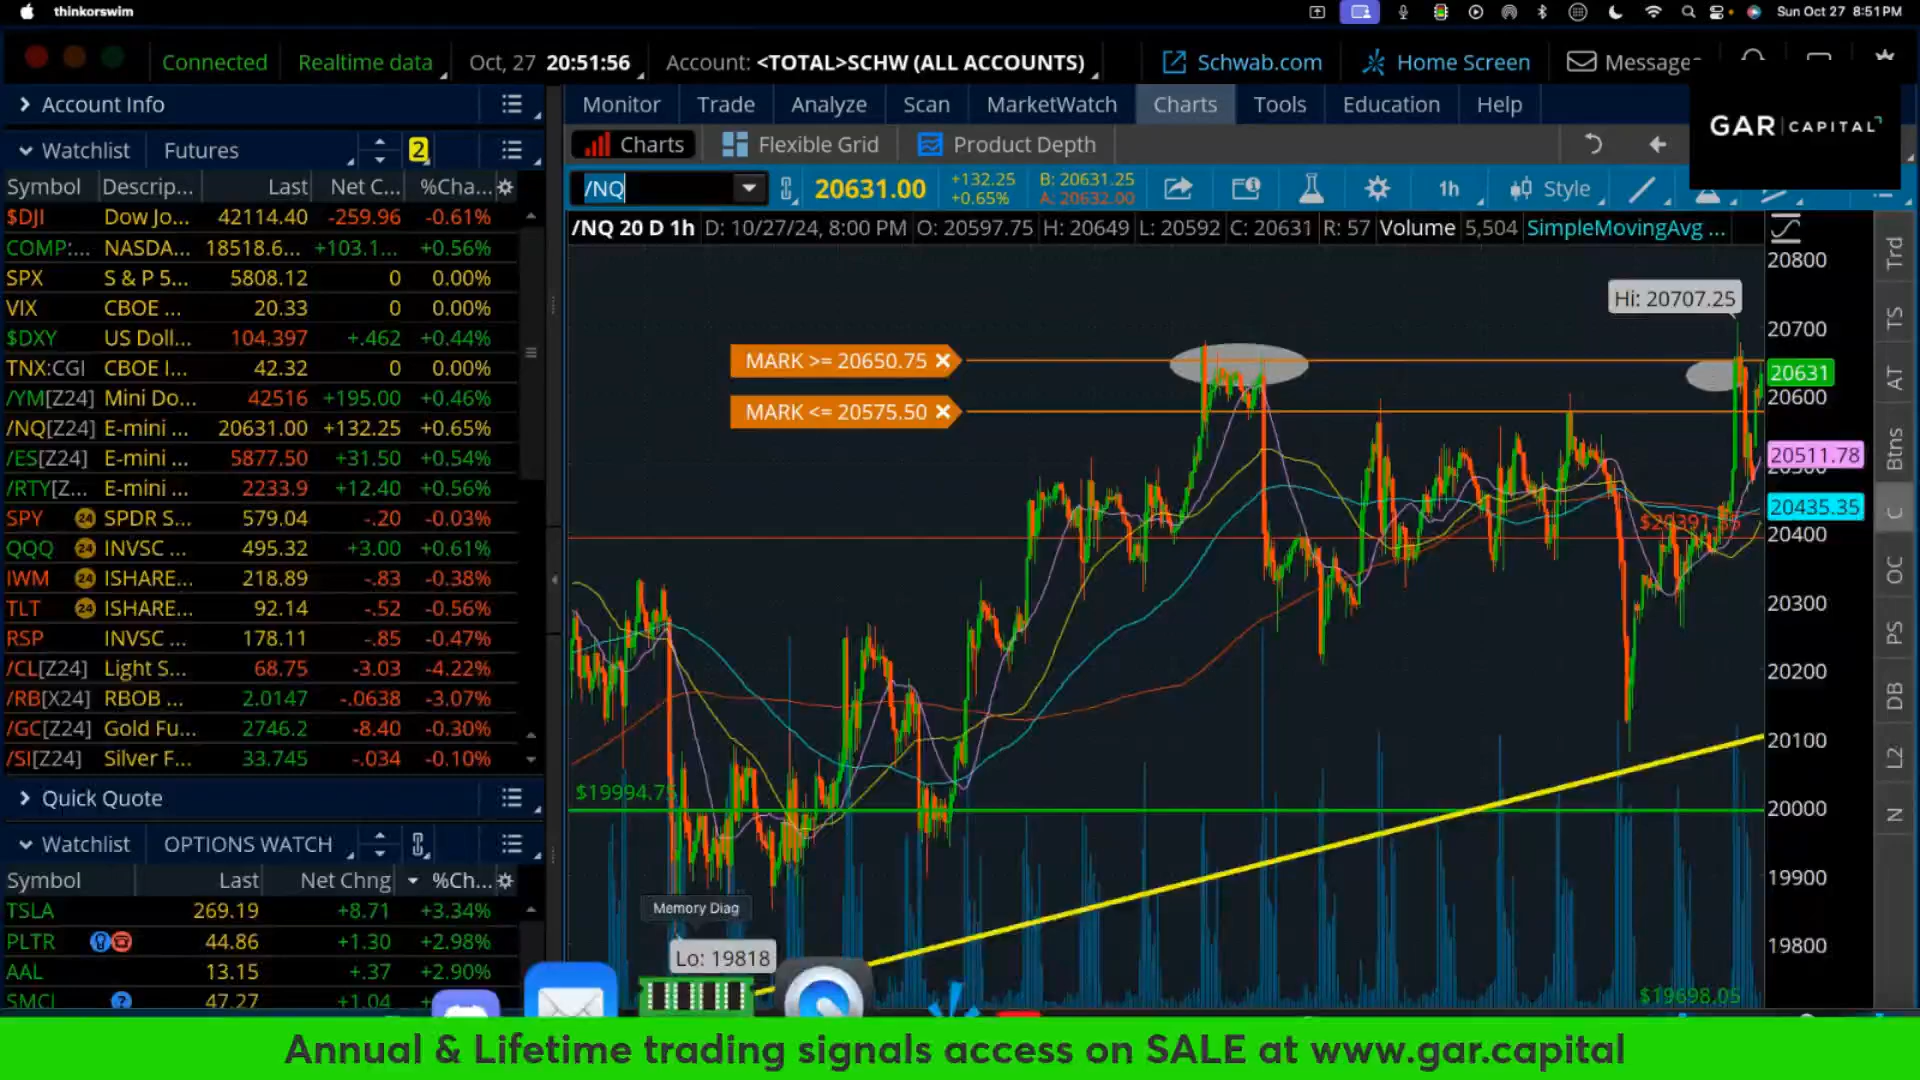 thinkorswim
Sun Oct 27 8:51 PM
Connected
Realtime data
Oct, 27 20:51:56
Account: <TOTAL>SCHW (ALL ACCOUNTS)
Schwab.com
Home Screen
Messages
Account Info
Monitor Trade Analyze Scan MarketWatch Charts Tools Education Help
GAR CAPITAL
Watchlist Futures 2
Charts Flexible Grid Product Depth
Symbol Descrip... Last Net C... %Cha...
/NQ 20631.00 +132.25 +0.65% B: 20631.25 A: 20632.00 1h Style
$DJI Dow Jo... 42114.40 -259.96 -0.61%
COMP:... NASDA... 18518.6... +103.1... +0.56%
SPX S & P 5... 5808.12 0 0.00%
VIX CBOE ... 20.33 0 0.00%
$DXY US Doll... 104.397 +.462 +0.44%
TNX:CGI CBOE I... 42.32 0 0.00%
/YM[Z24] Mini Do... 42516 +195.00 +0.46%
/NQ[Z24] E-mini ... 20631.00 +132.25 +0.65%
/ES[Z24] E-mini ... 5877.50 +31.50 +0.54%
/RTY[Z... E-mini ... 2233.9 +12.40 +0.56%
SPY 24 SPDR S... 579.04 -.20 -0.03%
QQQ 24 INVSC ... 495.32 +3.00 +0.61%
IWM 24 ISHARE... 218.89 -.83 -0.38%
TLT 24 ISHARE... 92.14 -.52 -0.56%
RSP INVSC ... 178.11 -.85 -0.47%
/CL[Z24] Light S... 68.75 -3.03 -4.22%
/RB[X24] RBOB ... 2.0147 -.0638 -3.07%
/GC[Z24] Gold Fu... 2746.2 -8.40 -0.30%
/SI[Z24] Silver F... 33.745 -.034 -0.10%
Quick Quote
Watchlist OPTIONS WATCH
Symbol Last Net Chng %Ch...
TSLA 269.19 +8.71 +3.34%
PLTR 44.86 +1.30 +2.98%
AAL 13.15 +.37 +2.90%
SMCI ? 47.27 +1.04
/NQ 20 D 1h D: 10/27/24, 8:00 PM O: 20597.75 H: 20649 L: 20592 C: 20631 R: 57 Volume 5,504 SimpleMovingAvg ...
Hi: 20707.25
MARK >= 20650.75
MARK <= 20575.50
$20391.55
$19994.75
Memory Diag
Lo: 19818
$19698.05
20800
20700
20631
20600
20511.78
20500
20435.35
20400
20300
20200
20100
20000
19900
19800
Trd
TS
AT
Btns
C
OC
PS
DB
L2
N
Annual & Lifetime trading signals access on SALE at www.gar.capital